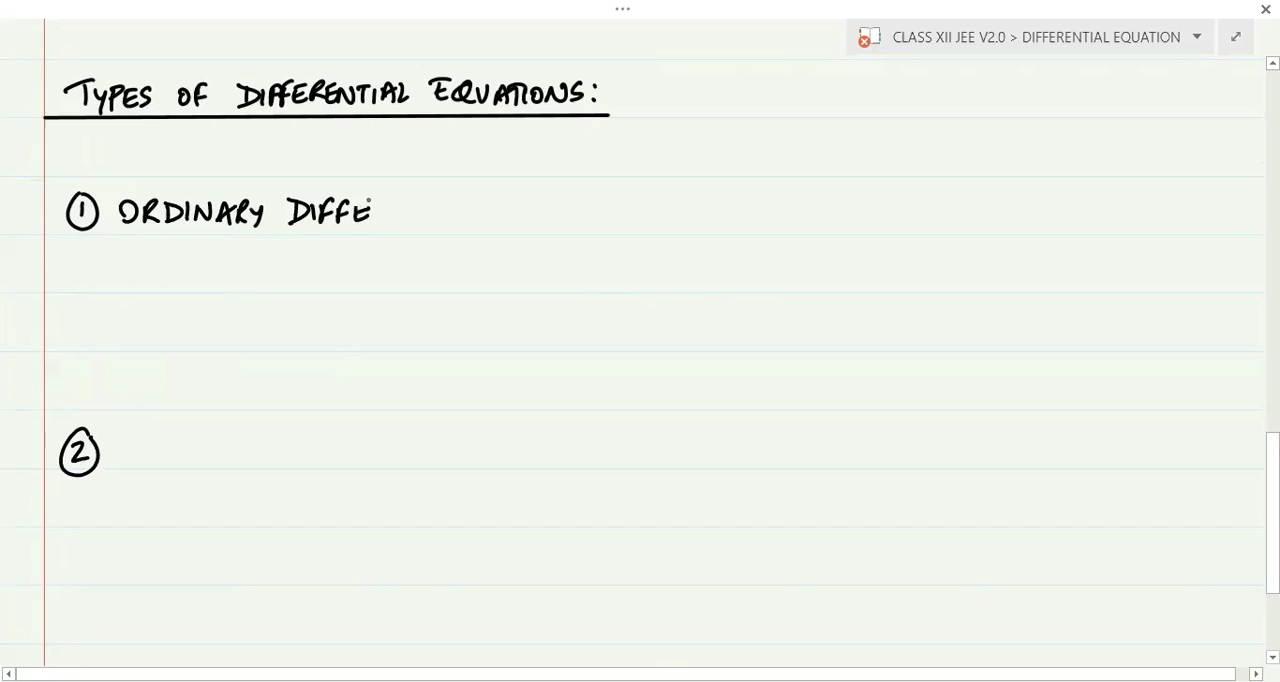 CLASS XII JEE V2.0 > DIFFERENTIAL EQUATION
TYPES OF DIFFERENTIAL EQUATIONS:
① ORDINARY DIFFE
②